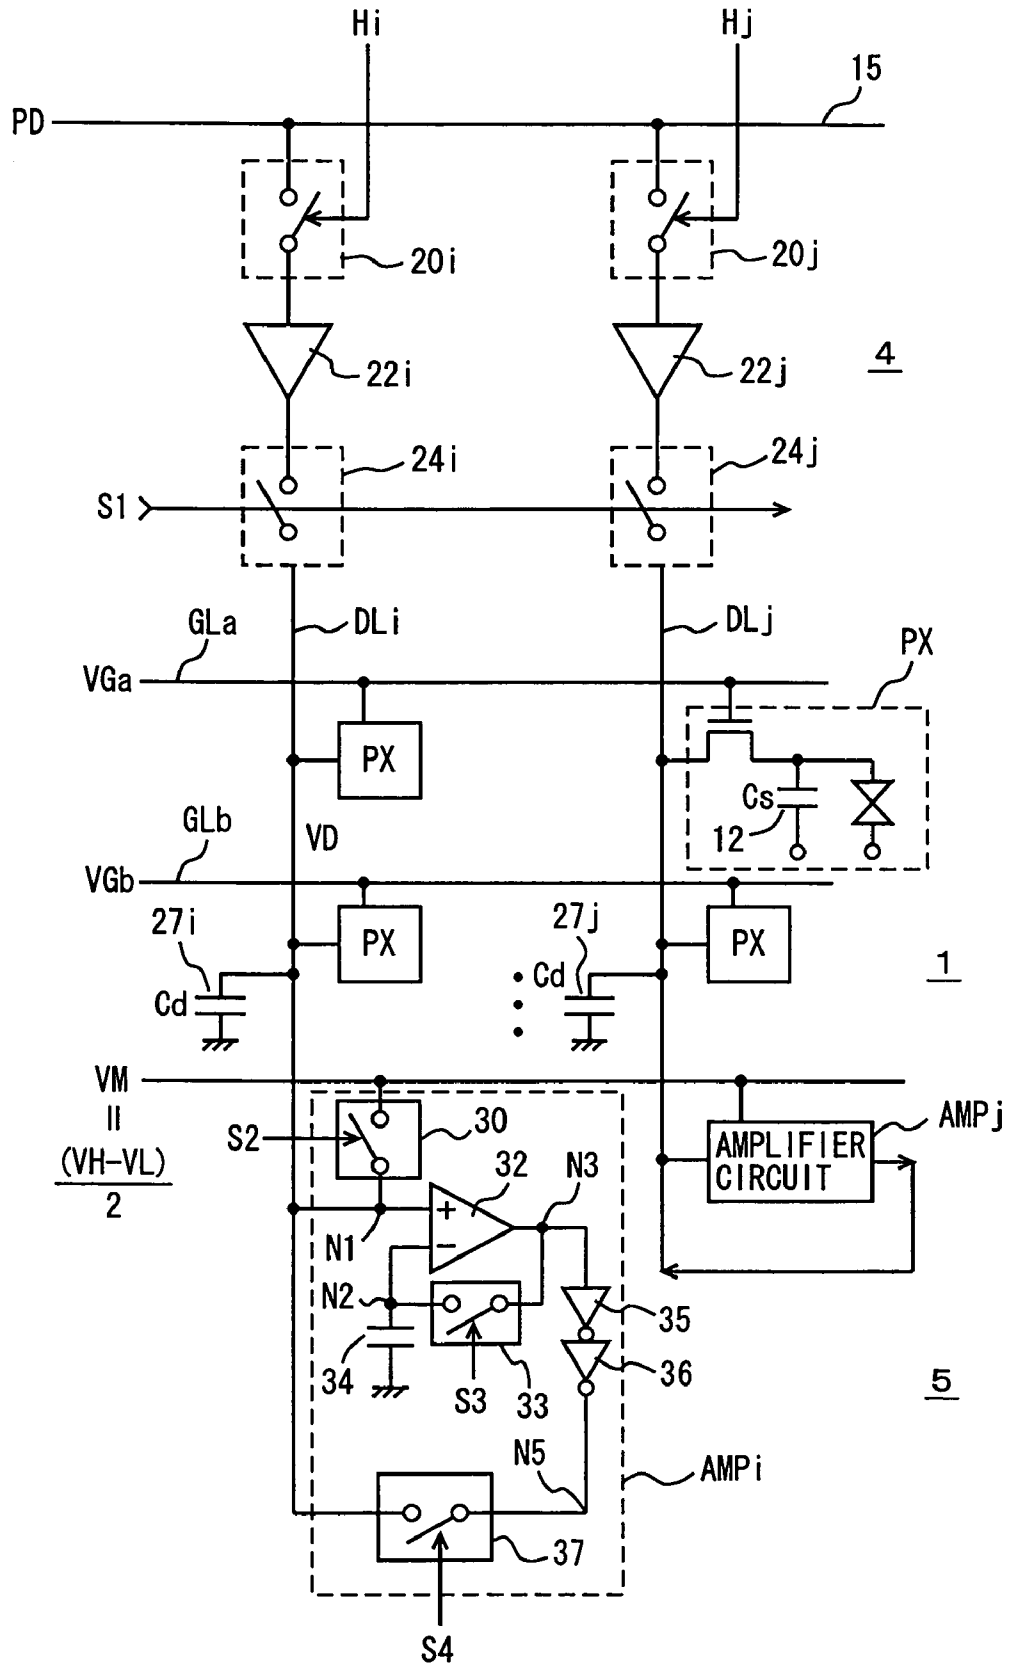 Hi
Hj
15
PD
20i
20j
22i
22j
4
24i
24j
S1
GLa
DLi
DLj
PX
VGa
PX
Cs
12
GLb
VD
VGb
27i
PX
27j
PX
Cd
Cd
1
VM
=
(VH-VL)
2
S2
30
AMPLIFIER
CIRCUIT
AMPj
32
N3
+
N1
−
N2
35
34
S3
33
36
5
N5
AMPi
37
S4